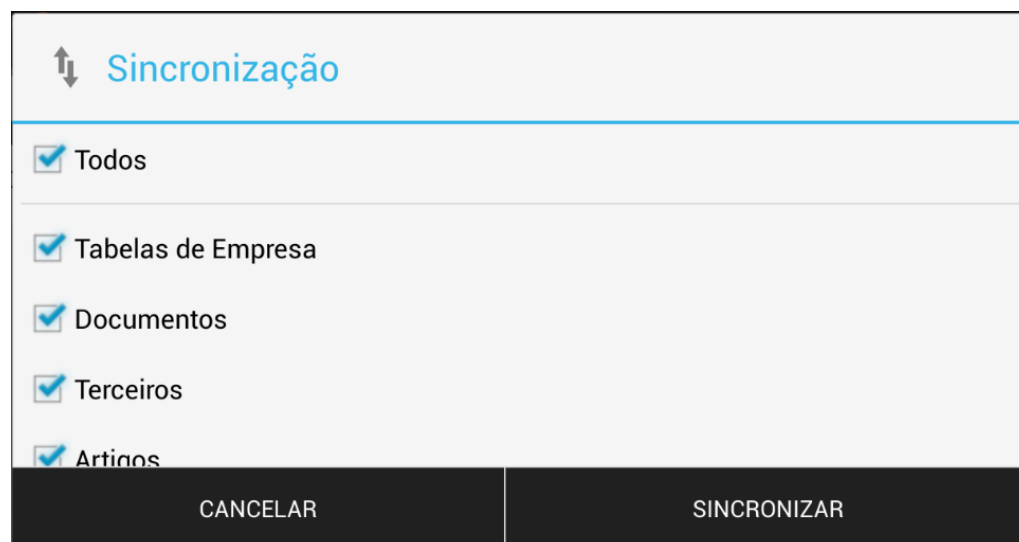 Sincronização
Todos
Tabelas de Empresa
Documentos
Terceiros
Artigos
CANCELAR
SINCRONIZAR